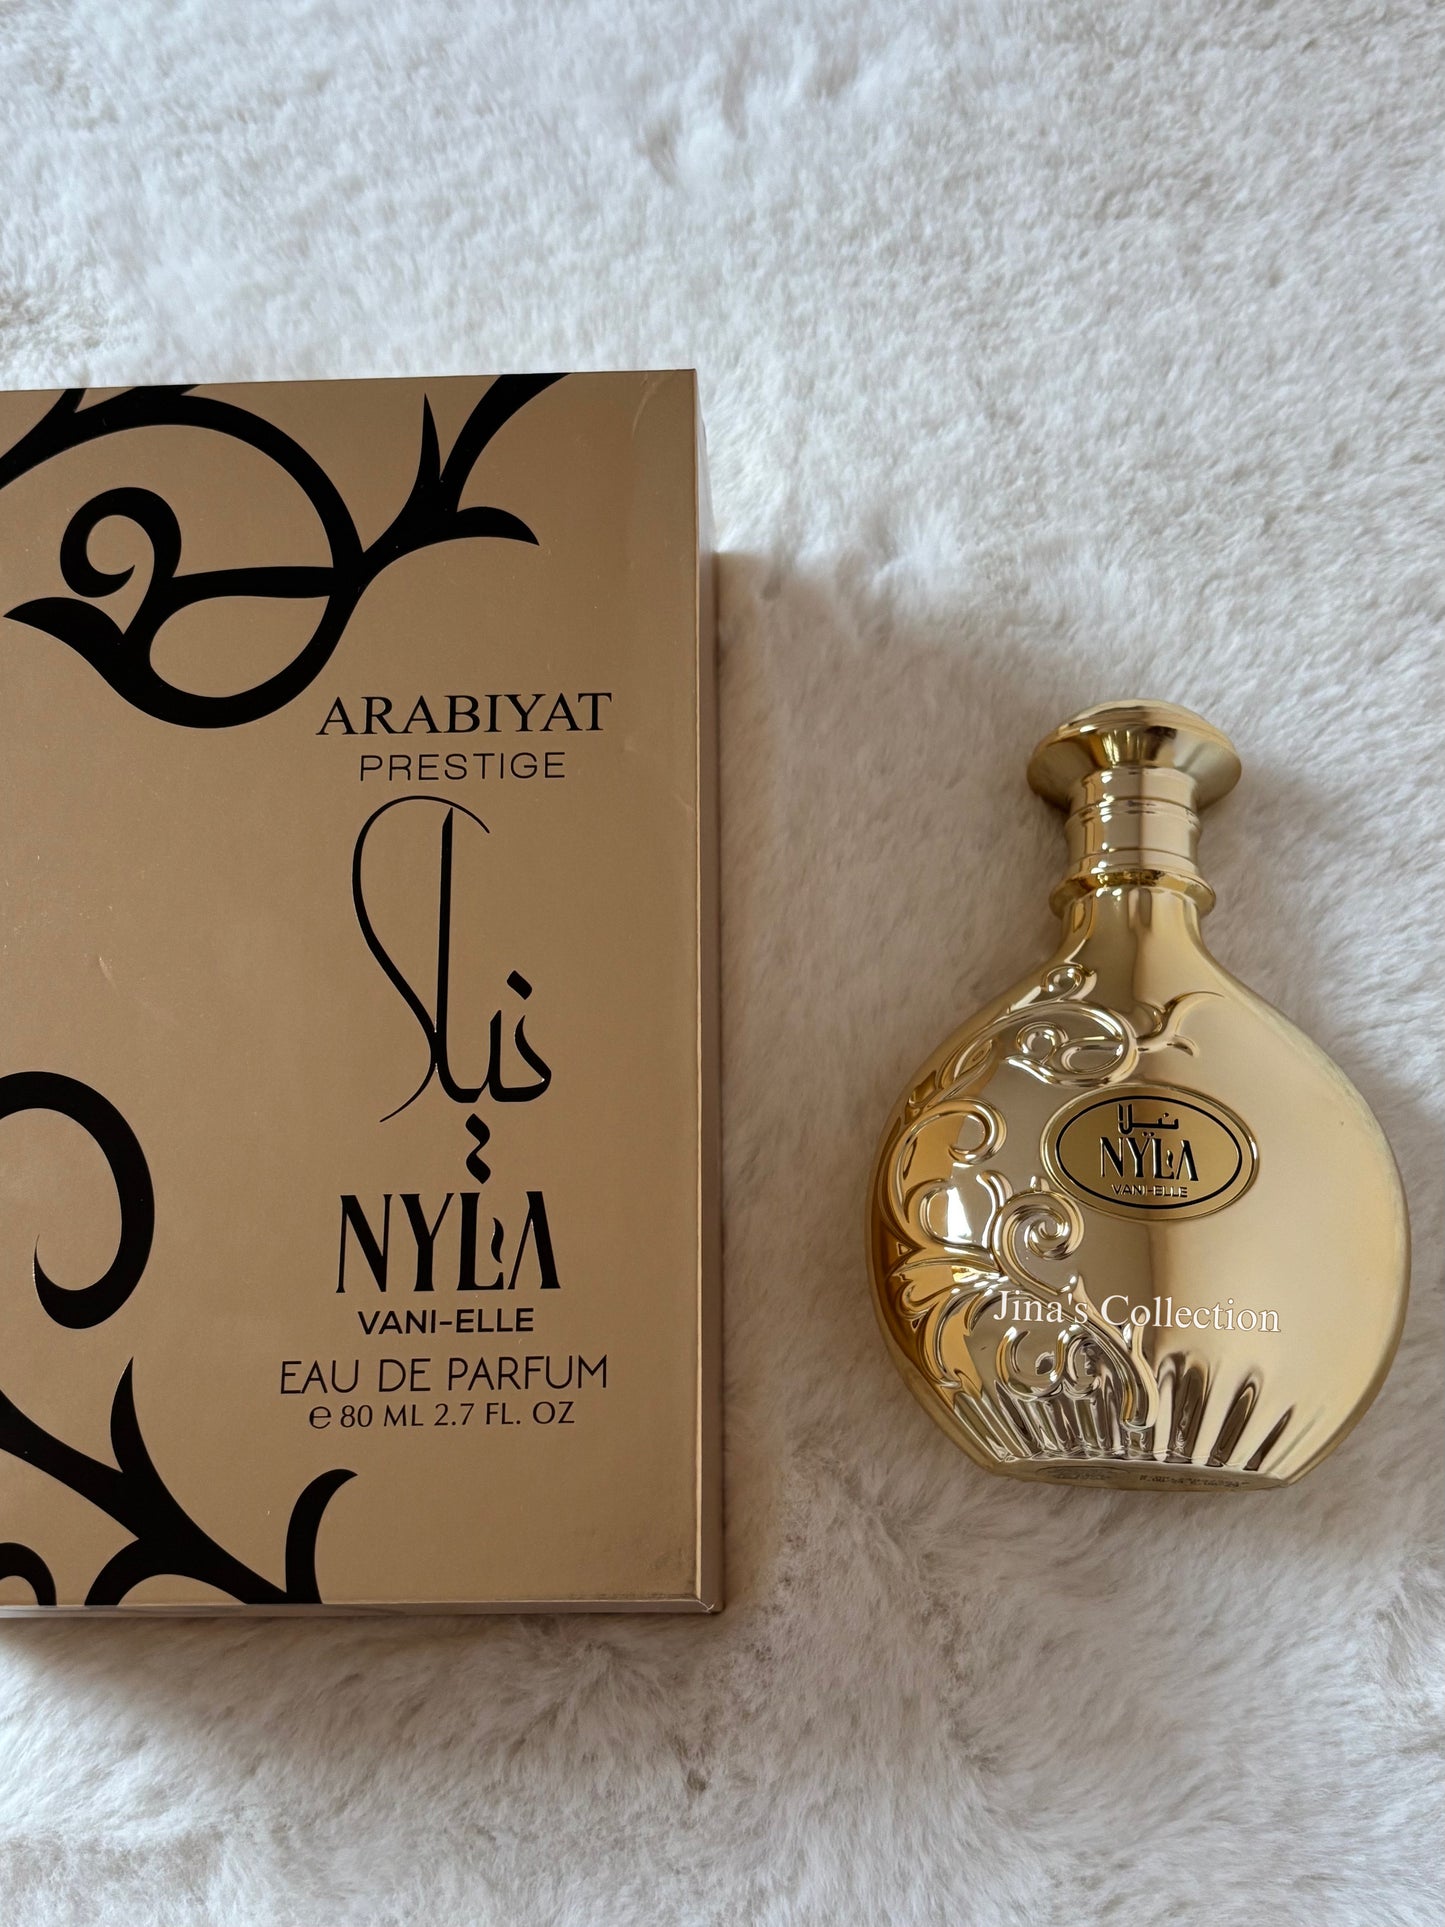 ARABIYAT
PRESTIGE
نيلا
NYLA
VANI-ELLE
EAU DE PARFUM
℮ 80 ML 2.7 FL. OZ
نيلا
NYLA
VANI-ELLE
Jina's Collection